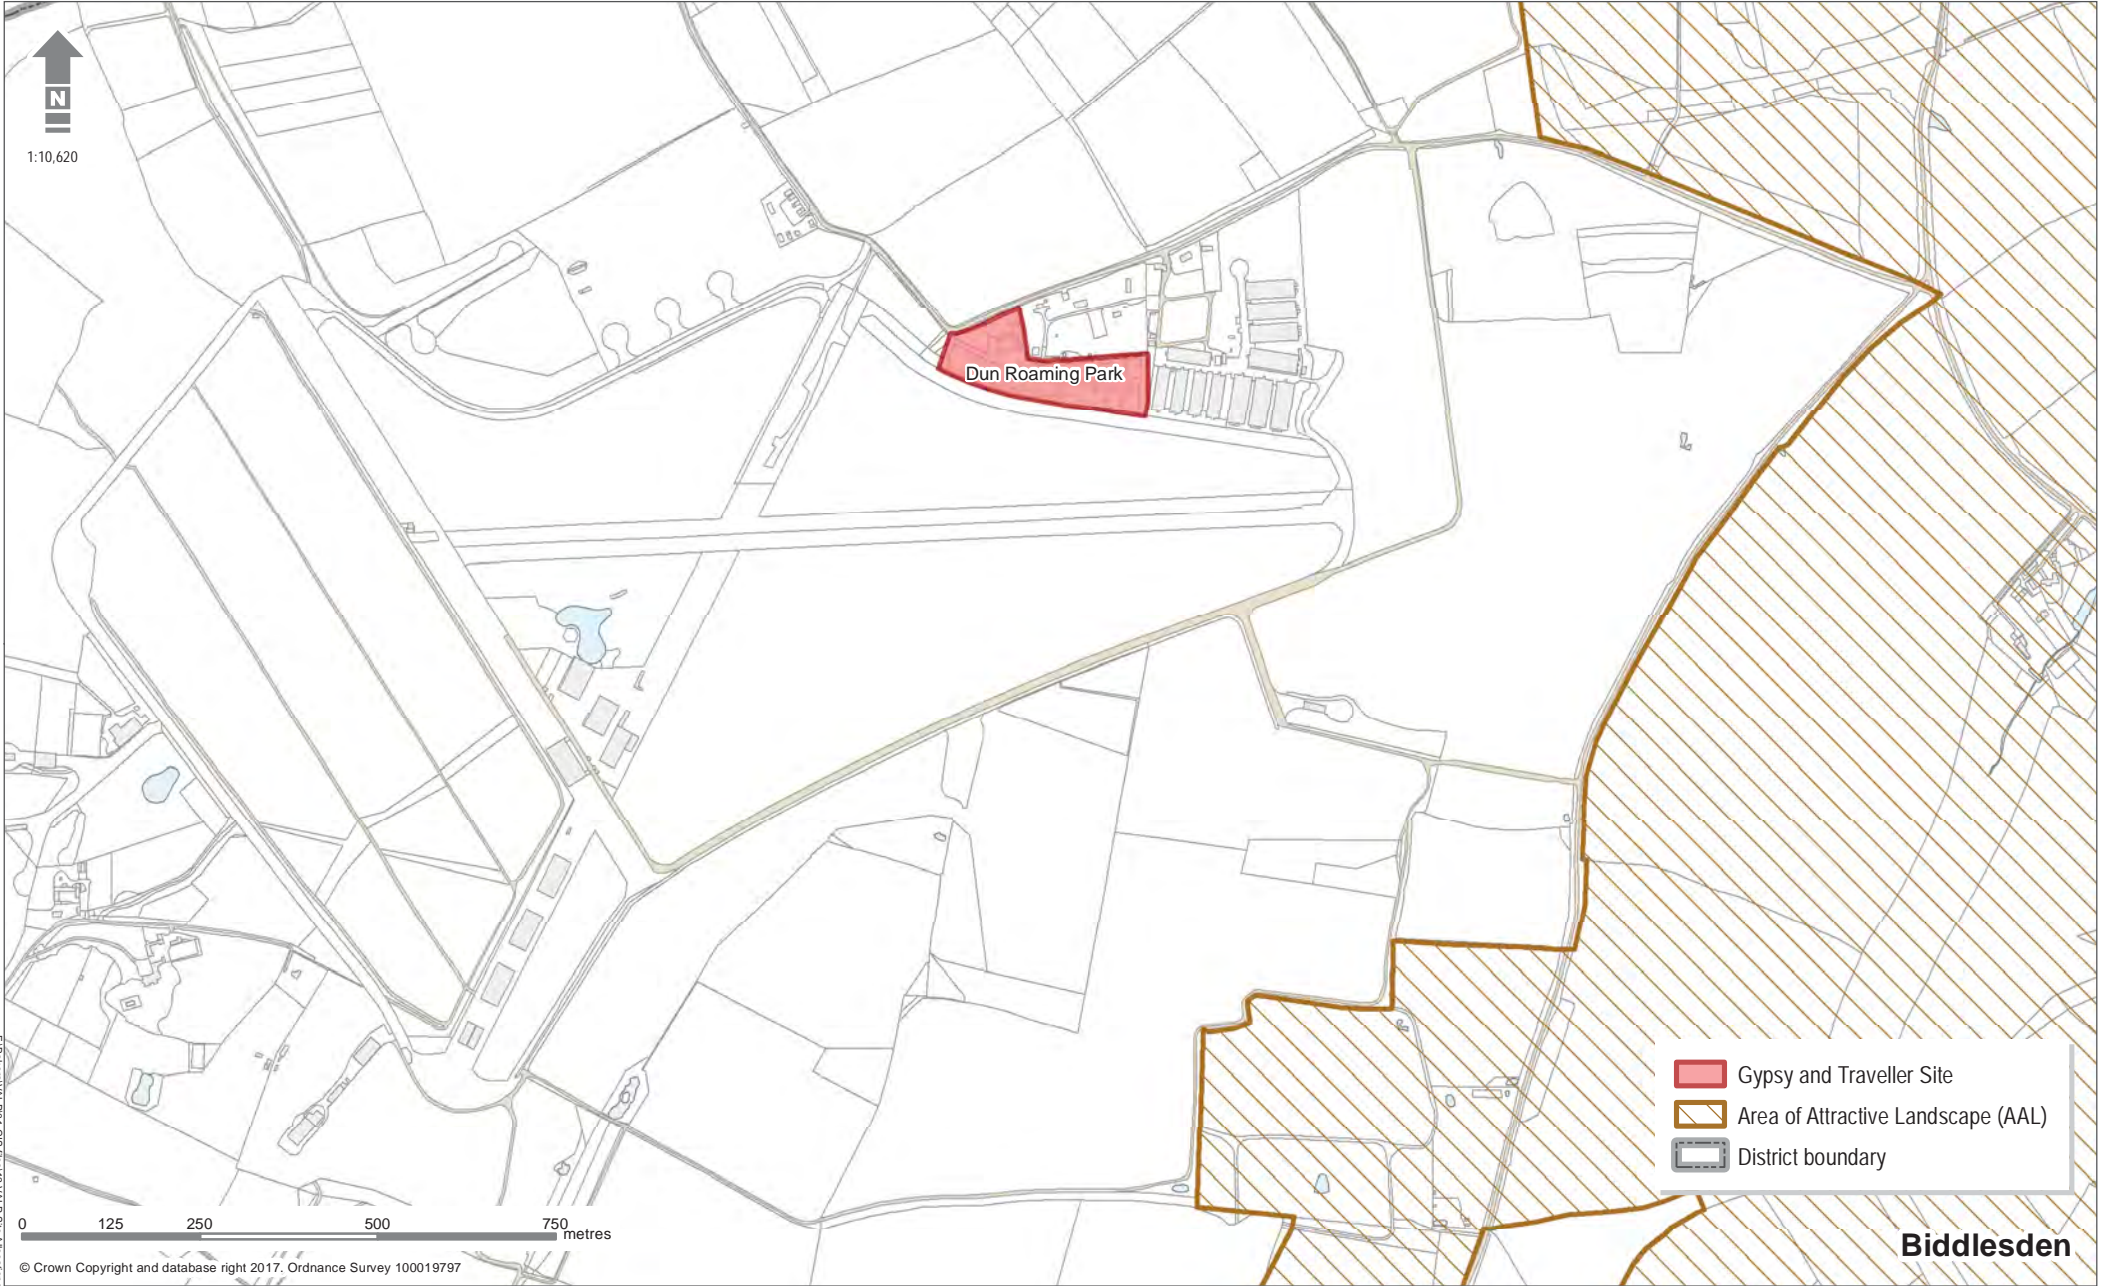 N
1:10,620
Dun Roaming Park
Gypsy and Traveller Site
Area of Attractive Landscape (AAL)
District boundary
0 125 250 500 750
metres
© Crown Copyright and database right 2017. Ordnance Survey 100019797
Biddlesden